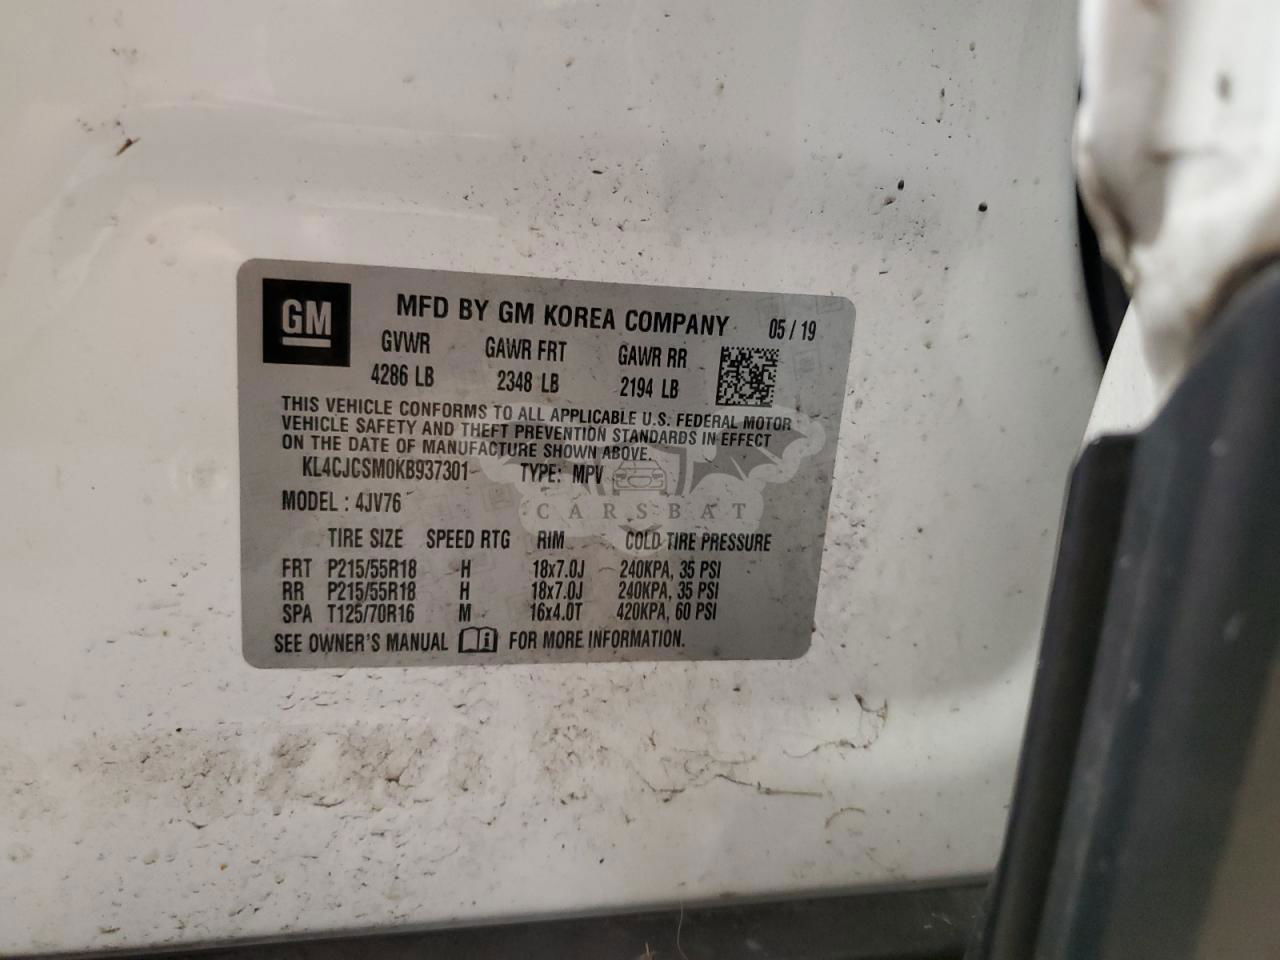 GM
MFD BY GM KOREA COMPANY 05/19
GVWR GAWR FRT GAWR RR
4286 LB 2348 LB 2194 LB
THIS VEHICLE CONFORMS TO ALL APPLICABLE U.S. FEDERAL MOTOR
VEHICLE SAFETY AND THEFT PREVENTION STANDARDS IN EFFECT
ON THE DATE OF MANUFACTURE SHOWN ABOVE.
KL4CJCSM0KB937301 TYPE: MPV
MODEL : 4JV76
CARSBAT
TIRE SIZE SPEED RTG RIM COLD TIRE PRESSURE
FRT P215/55R18 H 18x7.0J 240KPA, 35 PSI
RR P215/55R18 H 18x7.0J 240KPA, 35 PSI
SPA T125/70R16 M 16x4.0T 420KPA, 60 PSI
SEE OWNER'S MANUAL FOR MORE INFORMATION.